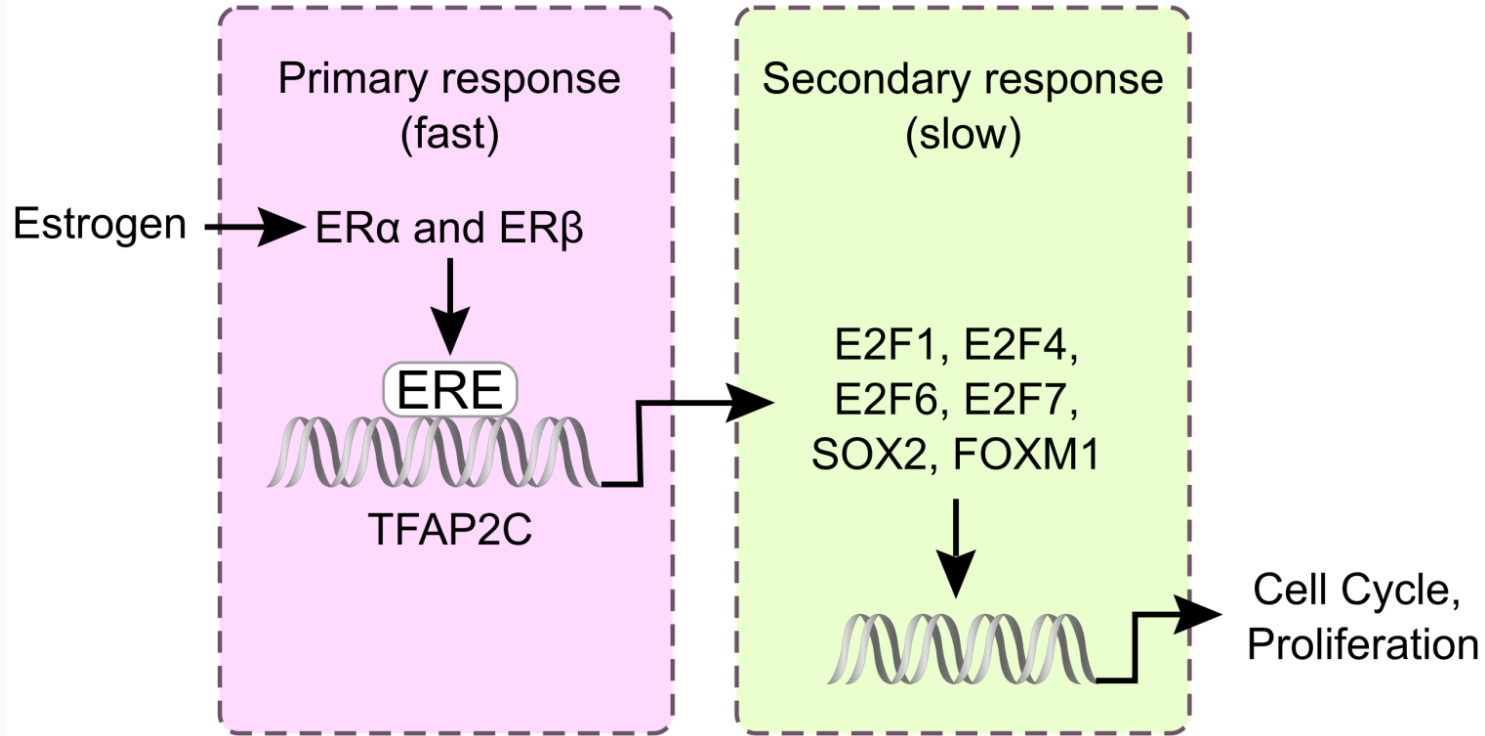 Primary response
(fast)
Estrogen
ERα and ERβ
ERE
TFAP2C
Secondary response
(slow)
E2F1, E2F4,
E2F6, E2F7,
SOX2, FOXM1
Cell Cycle,
Proliferation